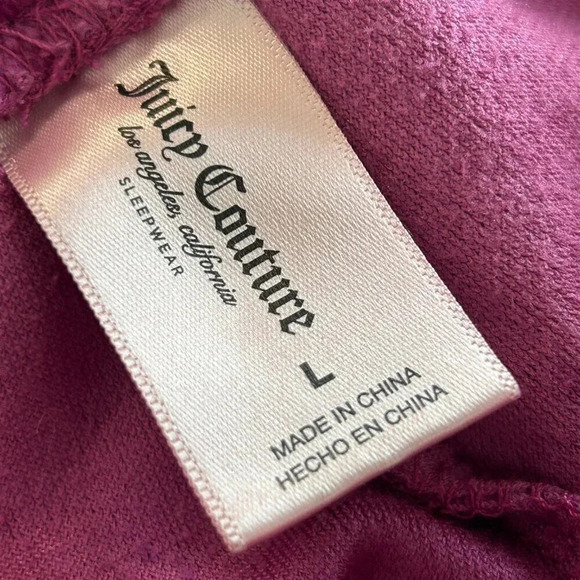 Juicy Couture
los angeles, california
SLEEPWEAR
L
MADE IN CHINA
HECHO EN CHINA